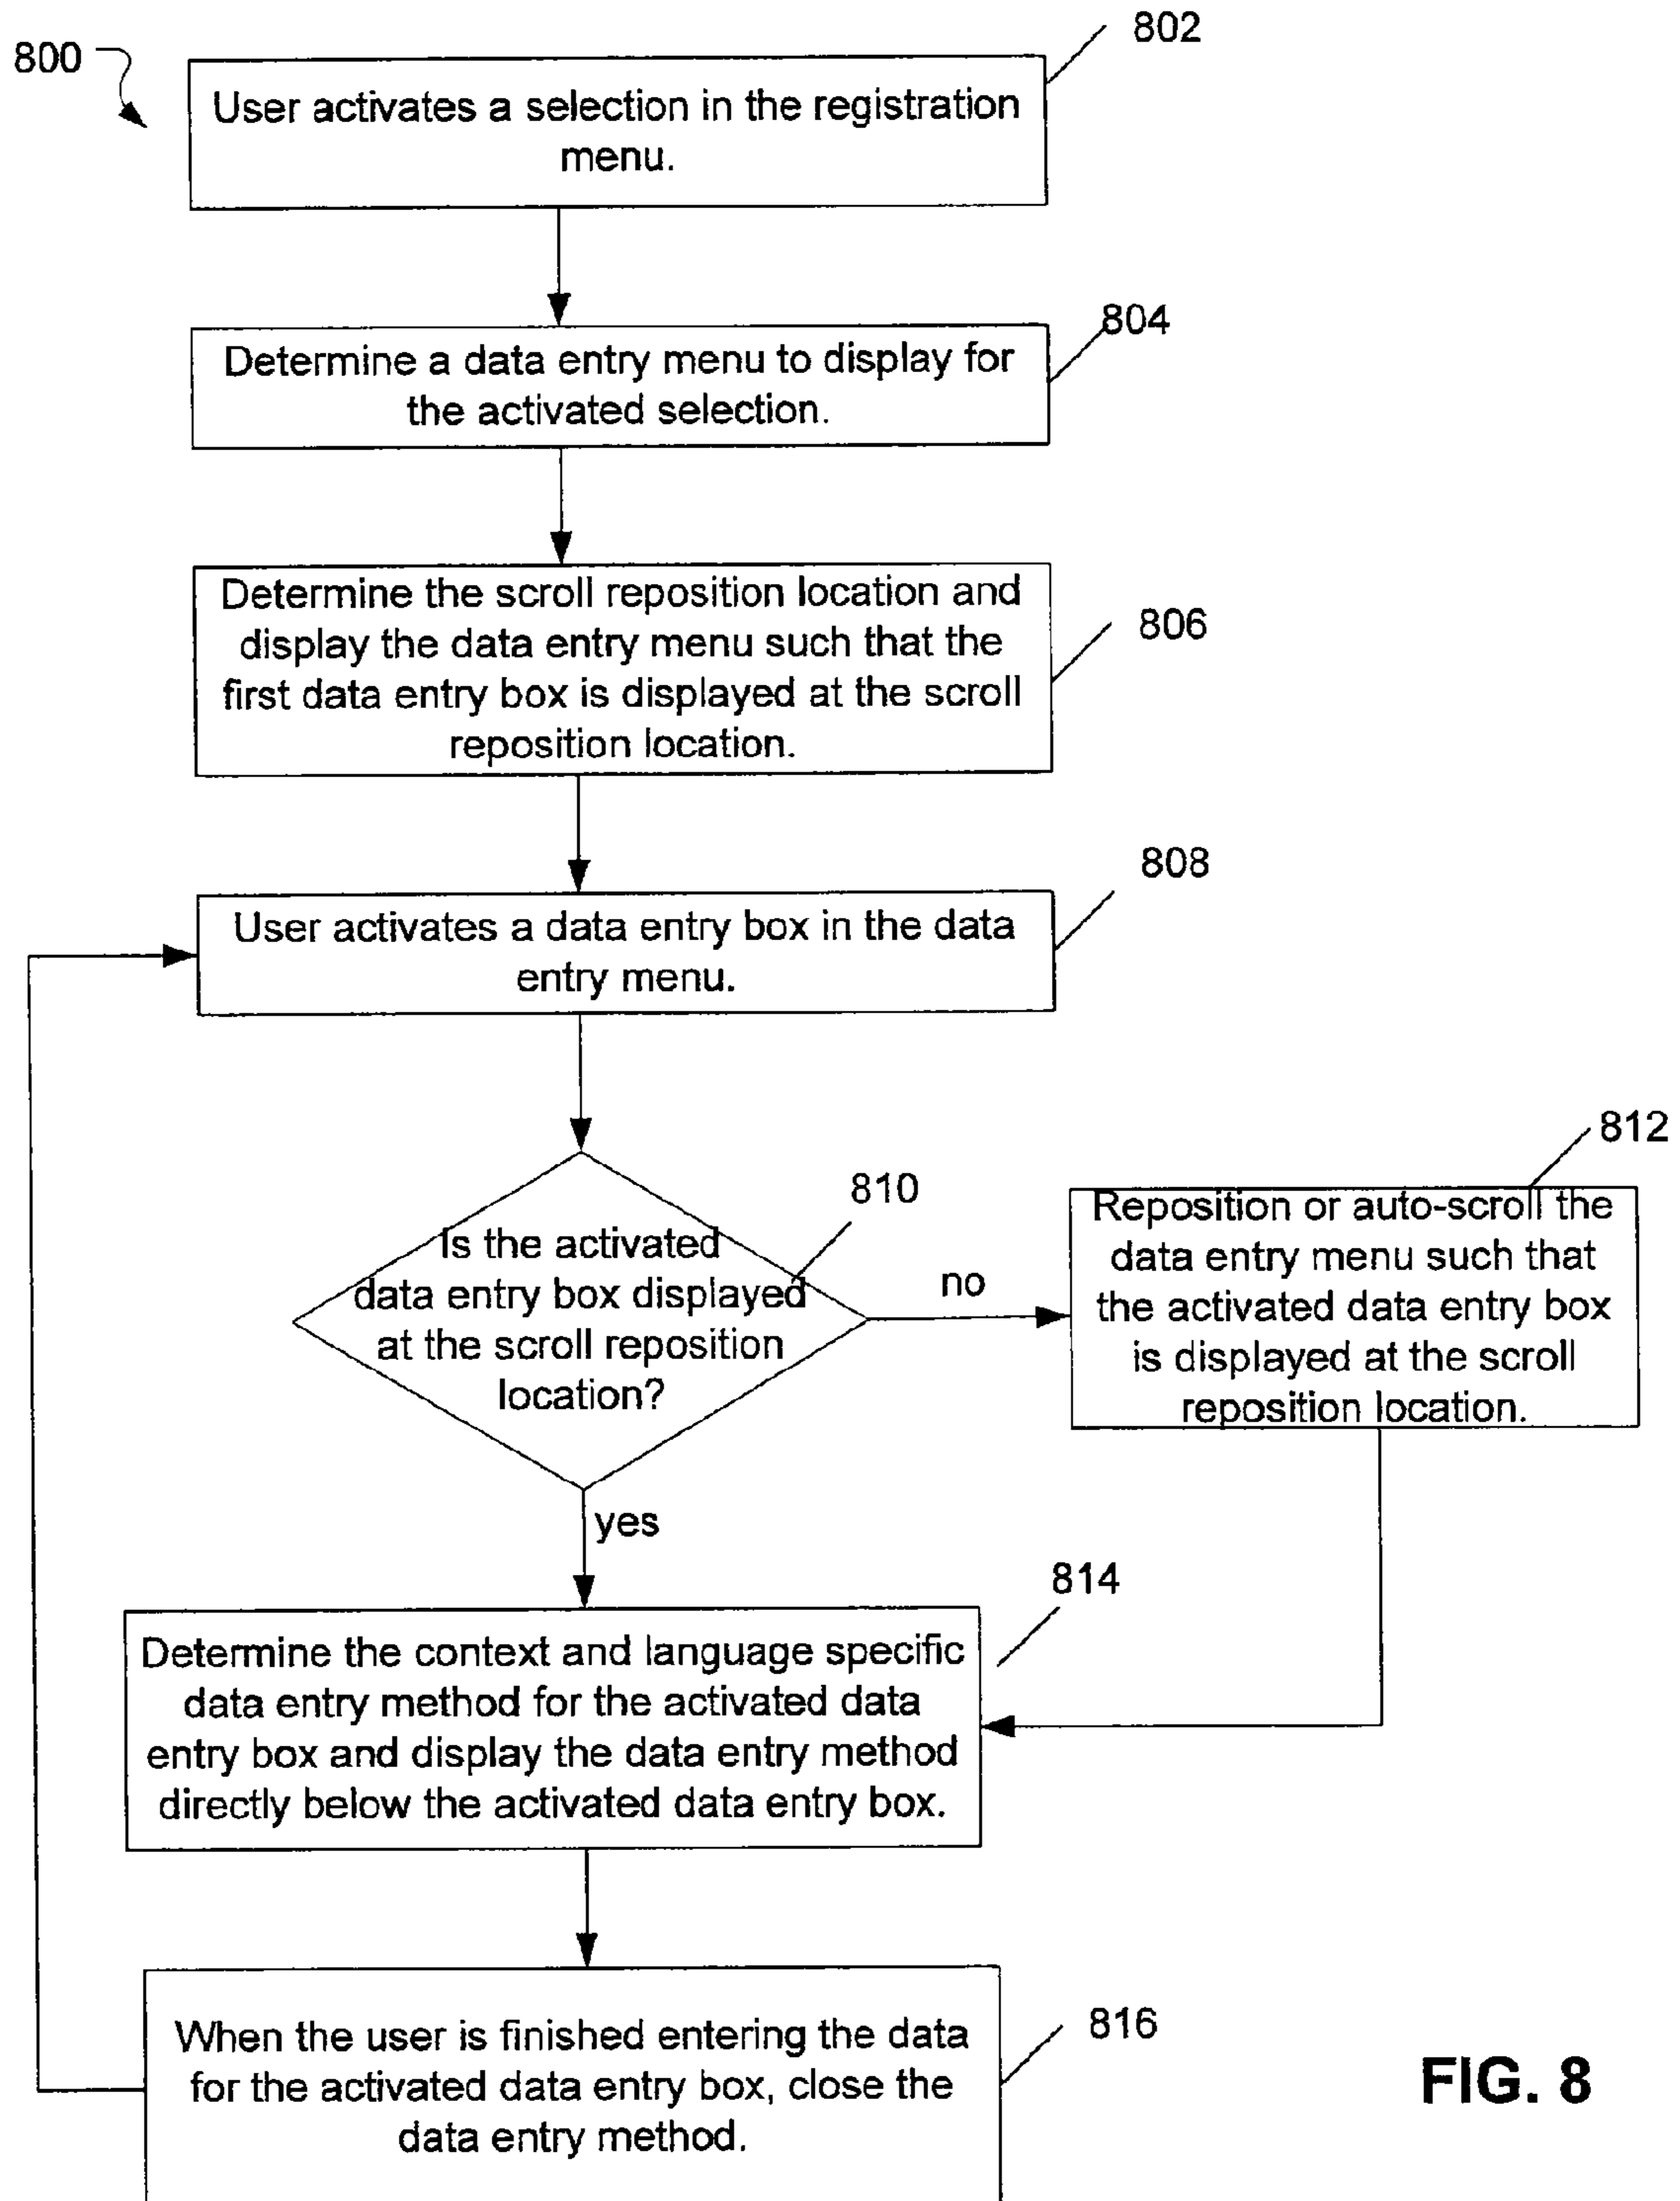 800
802
User activates a selection in the registration
menu.
804
Determine a data entry menu to display for
the activated selection.
806
Determine the scroll reposition location and
display the data entry menu such that the
first data entry box is displayed at the scroll
reposition location.
808
User activates a data entry box in the data
entry menu.
810
Is the activated
data entry box displayed
at the scroll reposition
location?
no
812
Reposition or auto-scroll the
data entry menu such that
the activated data entry box
is displayed at the scroll
reposition location.
yes
814
Determine the context and language specific
data entry method for the activated data
entry box and display the data entry method
directly below the activated data entry box.
816
When the user is finished entering the data
for the activated data entry box, close the
data entry method.
FIG. 8